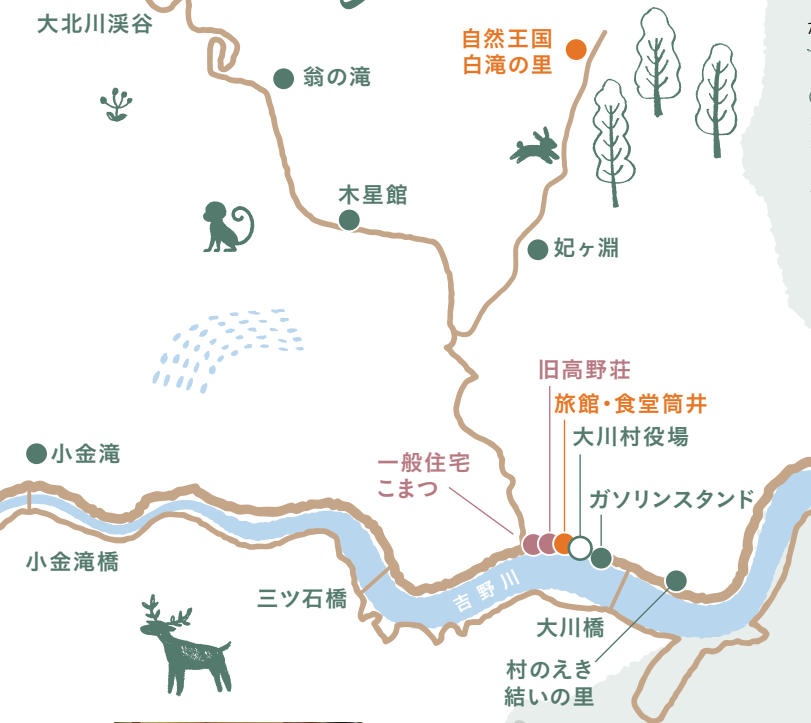 大北川渓谷
自然王国
白滝の里
翁の滝
木星館
妃ヶ淵
旧高野荘
旅館・食堂筒井
大川村役場
小金滝
一般住宅
こまつ
ガソリンスタンド
小金滝橋
三ツ石橋
吉野川
大川橋
村のえき
結いの里